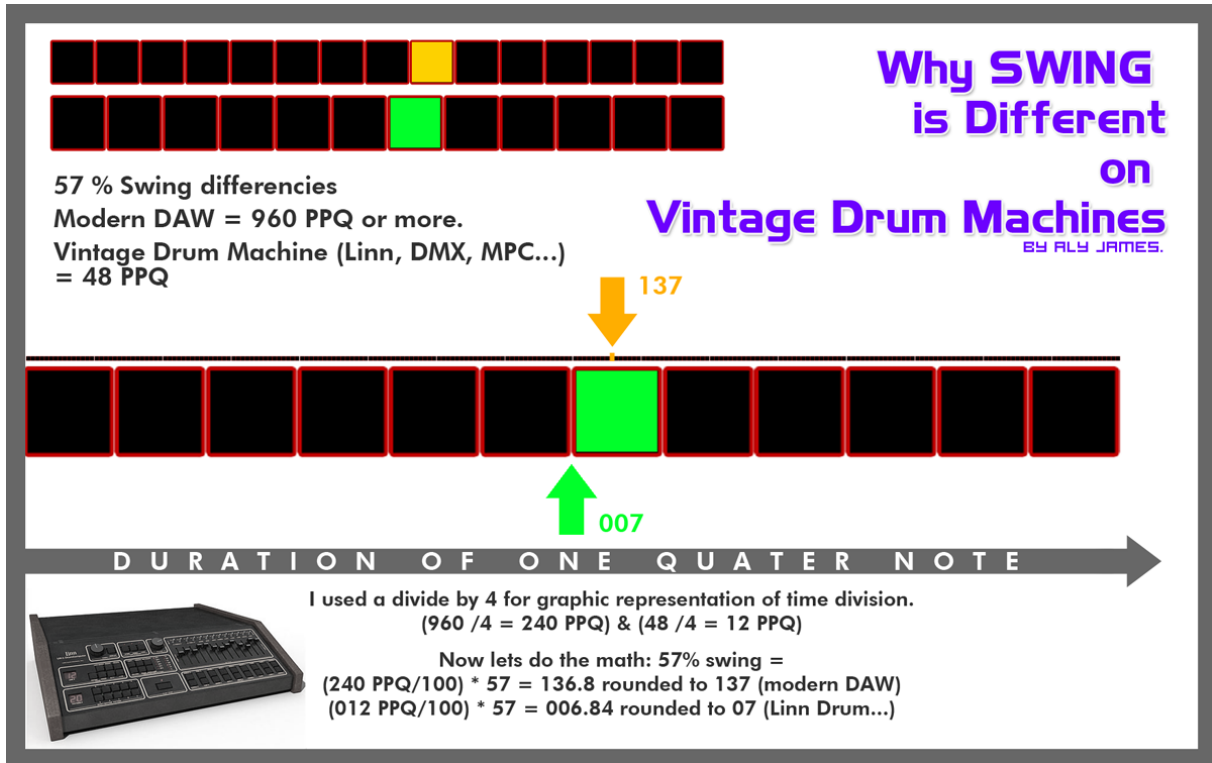 Why SWING
is Different
on
Vintage Drum Machines
BY ALY JAMES.
57 % Swing differencies
Modern DAW = 960 PPQ or more.
Vintage Drum Machine (Linn, DMX, MPC...)
= 48 PPQ
137
007
DURATION OF ONE QUATER NOTE
I used a divide by 4 for graphic representation of time division.
(960 /4 = 240 PPQ) & (48 /4 = 12 PPQ)
Now lets do the math: 57% swing =
(240 PPQ/100) * 57 = 136.8 rounded to 137 (modern DAW)
(012 PPQ/100) * 57 = 006.84 rounded to 07 (Linn Drum...)